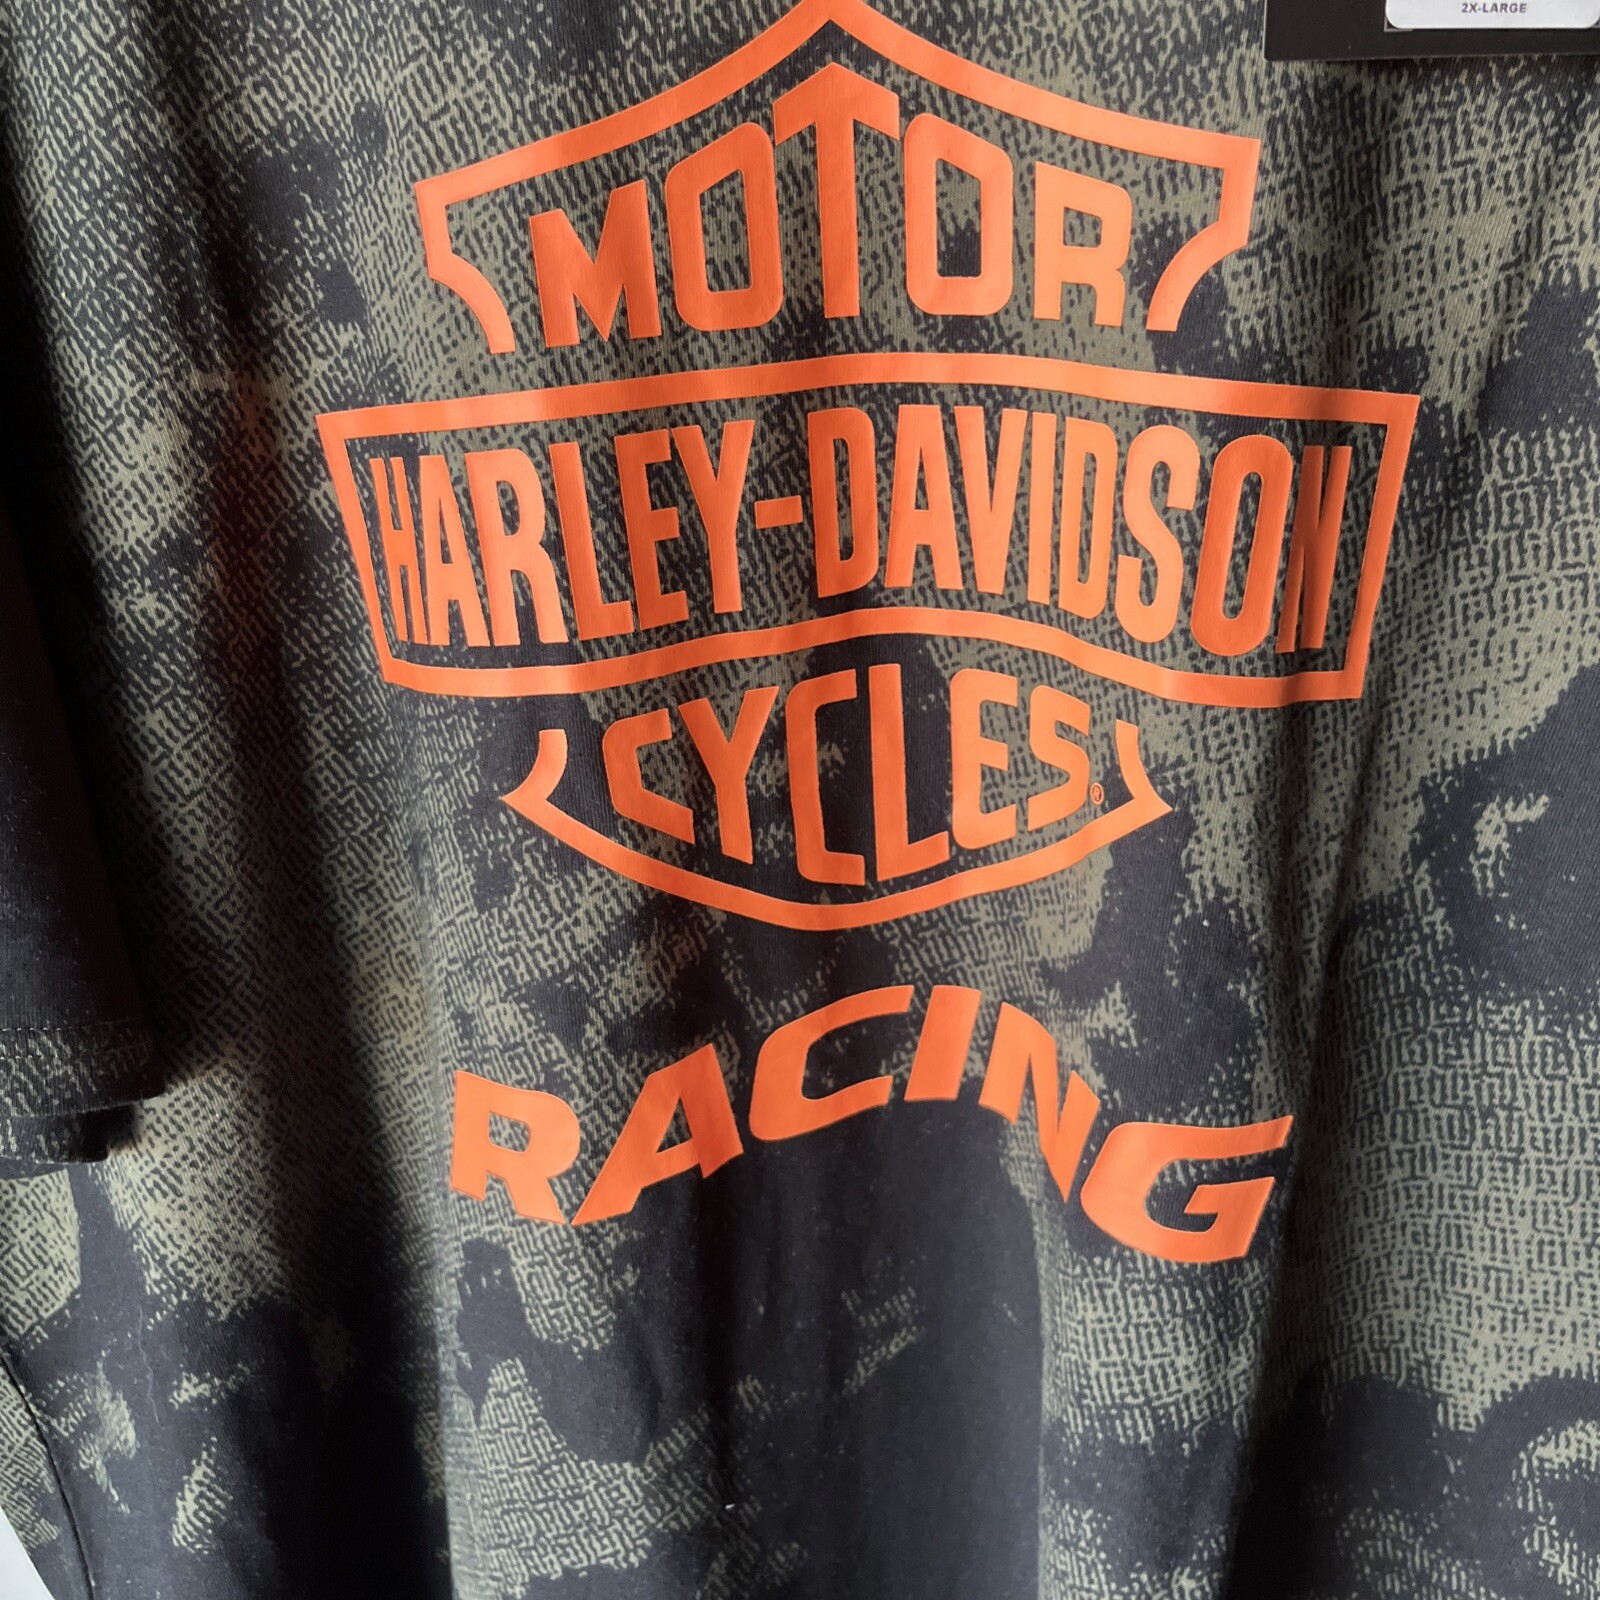 2X-LARGE
MOTOR
HARLEY-DAVIDSON
CYCLES®
RACING